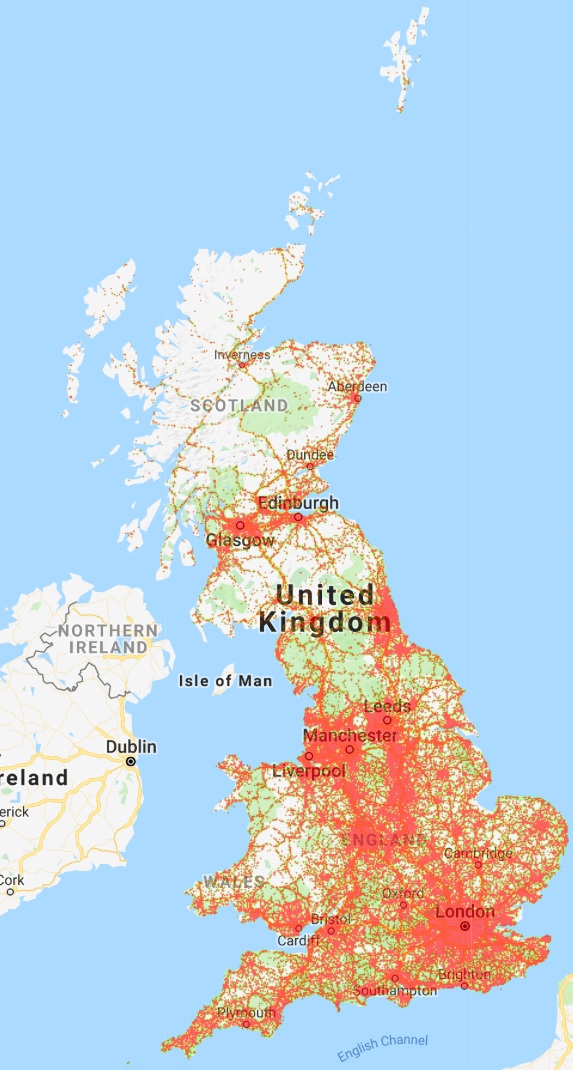 Inverness
Aberdeen
SCOTLAND
Dundee
Edinburgh
Glasgow
United
Kingdom
NORTHERN
IRELAND
Isle of Man
Leeds
Dublin
Manchester
Liverpool
reland
erick
ENGLAND
Cambridge
WALES
Cork
Oxford
London
Bristol
Cardiff
Brighton
Southampton
Plymouth
English Channel